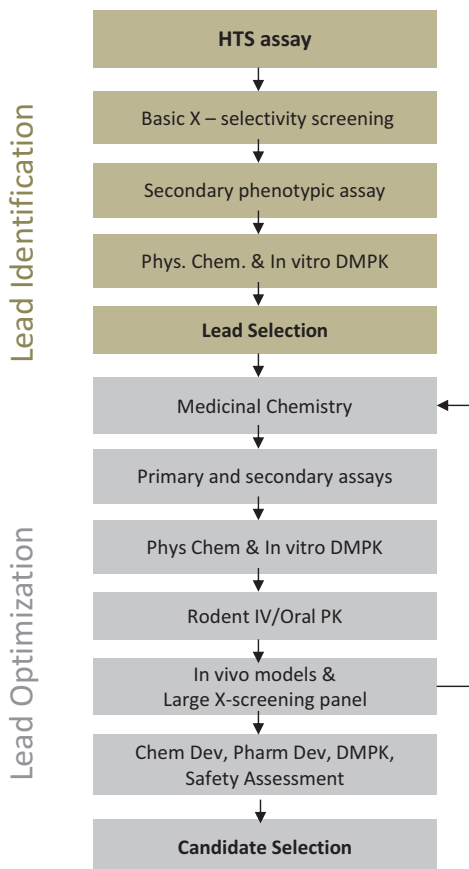 Lead Identification
HTS assay
Basic X – selectivity screening
Secondary phenotypic assay
Phys. Chem. & In vitro DMPK
Lead Selection
Lead Optimization
Medicinal Chemistry
Primary and secondary assays
Phys Chem & In vitro DMPK
Rodent IV/Oral PK
In vivo models &
Large X-screening panel
Chem Dev, Pharm Dev, DMPK,
Safety Assessment
Candidate Selection